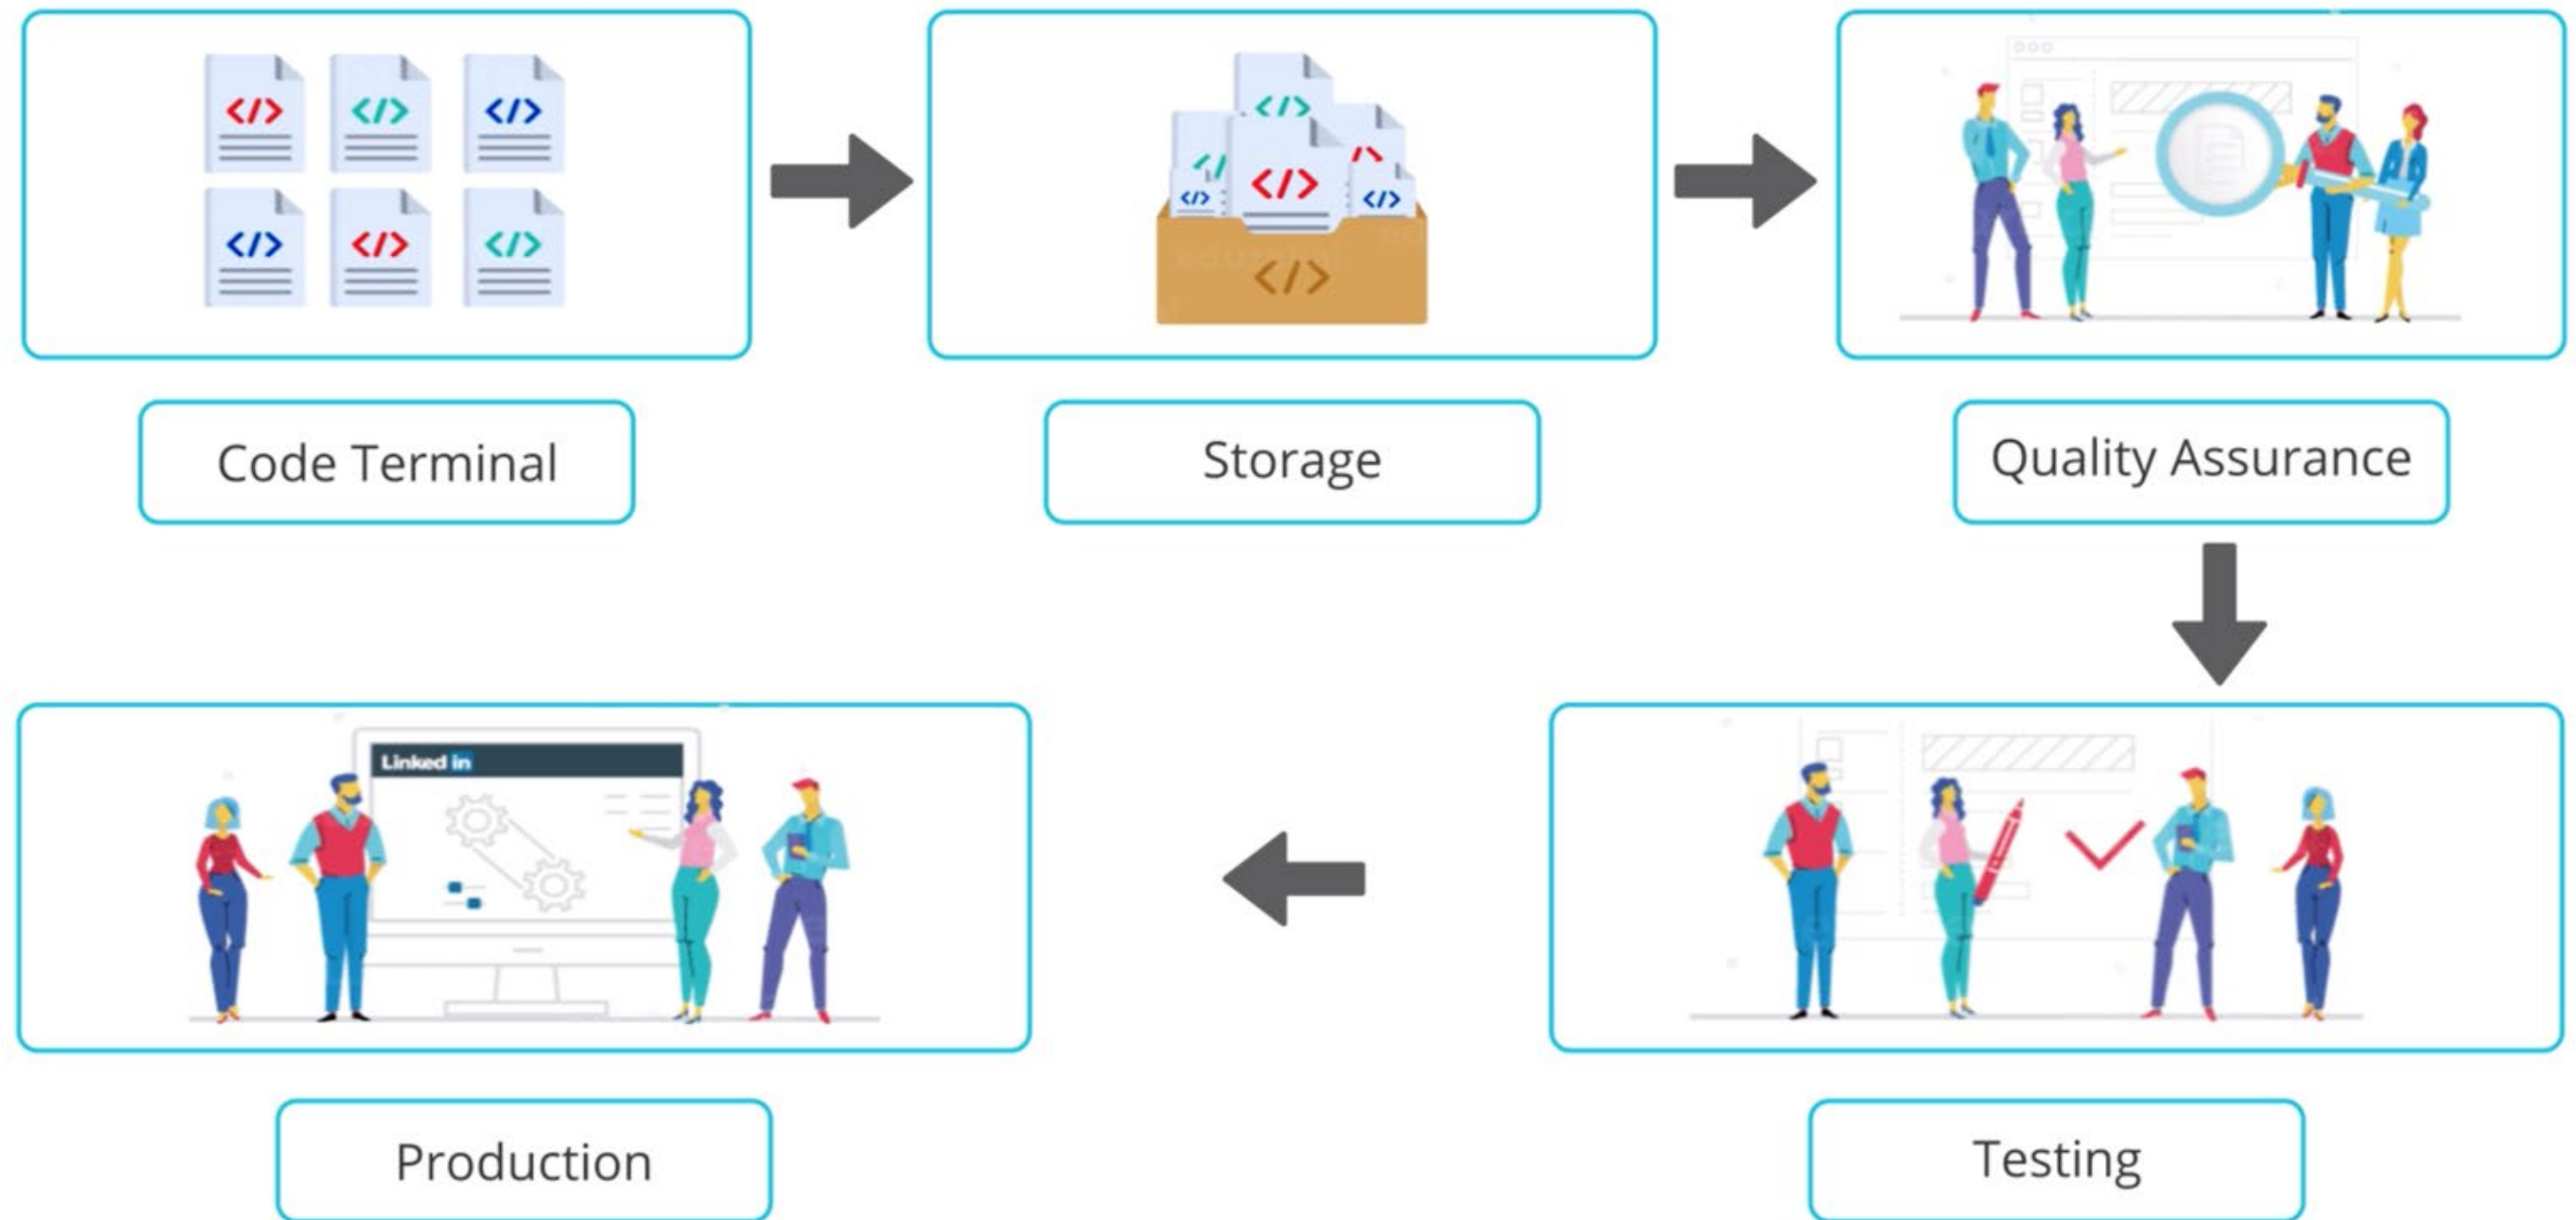 </>
</>
</>
</>
</>
</>
</>
</>
</>
</>
</>
</>
Code Terminal
Storage
Quality Assurance
Linked in
Production
Testing